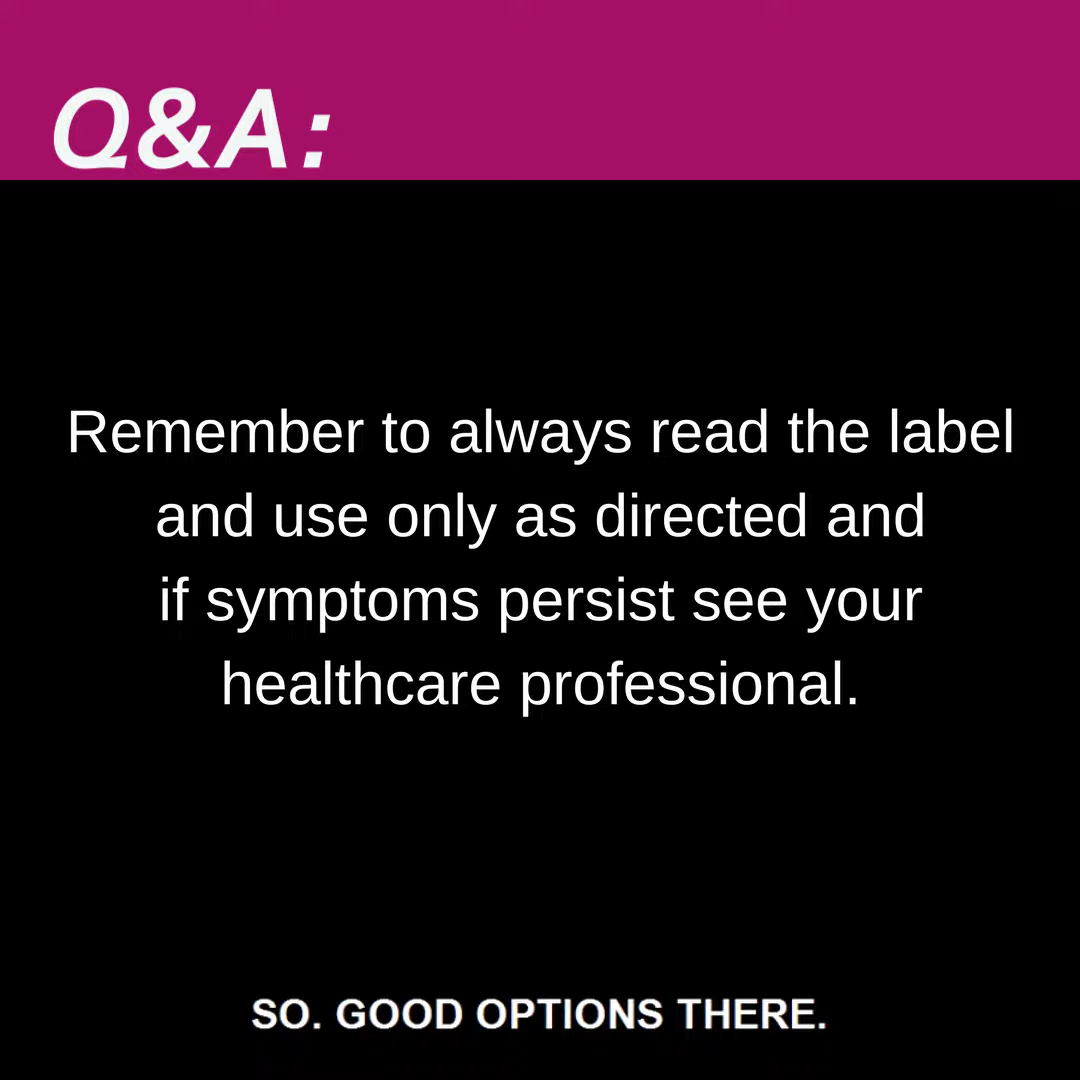 Q&A:
Remember to always read the label
and use only as directed and
if symptoms persist see your
healthcare professional.
SO. GOOD OPTIONS THERE.